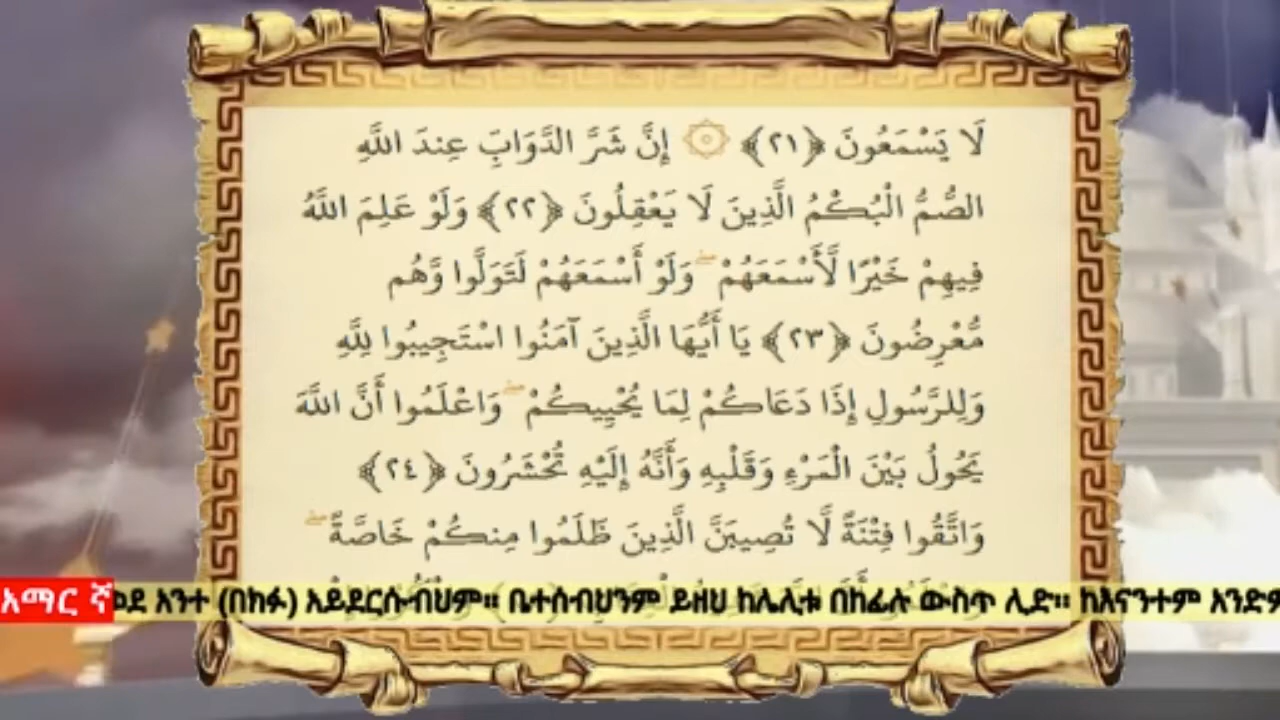 لَا يَسْمَعُونَ ﴿٢١﴾ ۞ إِنَّ شَرَّ الدَّوَابِّ عِندَ اللَّهِ
الصُّمُّ الْبُكْمُ الَّذِينَ لَا يَعْقِلُونَ ﴿٢٢﴾ وَلَوْ عَلِمَ اللَّهُ
فِيهِمْ خَيْرًا لَّأَسْمَعَهُمْ ۖ وَلَوْ أَسْمَعَهُمْ لَتَوَلَّوا وَّهُم
مُّعْرِضُونَ ﴿٢٣﴾ يَا أَيُّهَا الَّذِينَ آمَنُوا اسْتَجِيبُوا لِلَّهِ
وَلِلرَّسُولِ إِذَا دَعَاكُمْ لِمَا يُحْيِيكُمْ ۖ وَاعْلَمُوا أَنَّ اللَّهَ
يَحُولُ بَيْنَ الْمَرْءِ وَقَلْبِهِ وَأَنَّهُ إِلَيْهِ تُحْشَرُونَ ﴿٢٤﴾
وَاتَّقُوا فِتْنَةً لَّا تُصِيبَنَّ الَّذِينَ ظَلَمُوا مِنكُمْ خَاصَّةً ۖ
አማርኛ ወደ አንተ (በክፉ) አይደርሱብህም። ቤተሰብህንም ይዘህ ከሌሊቱ በከፊሉ ውስጥ ሊድ። ከእናንተም አንድም